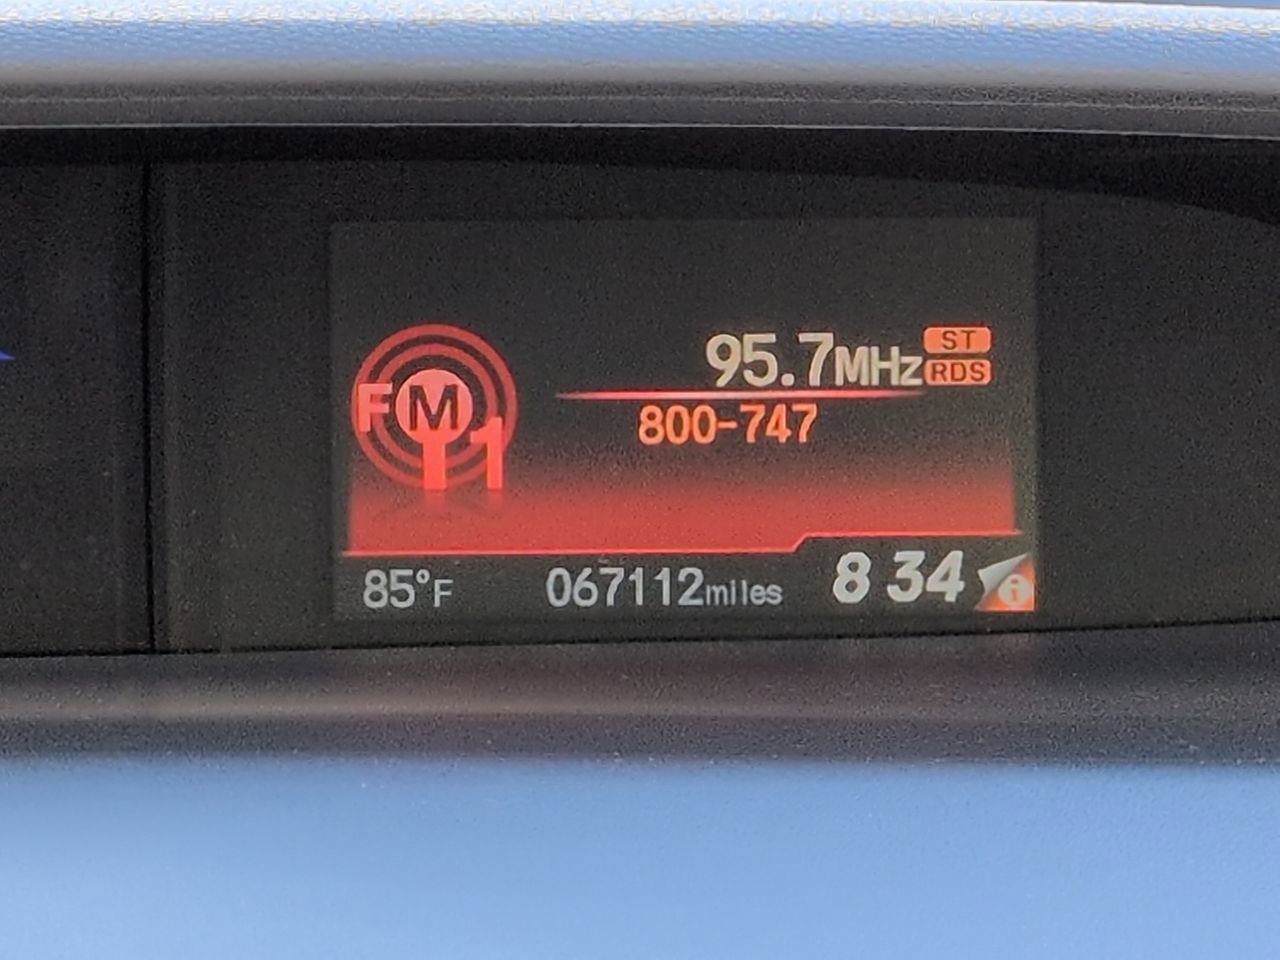 95.7MHz ST
RDS
FM
1
800-747
85°F 067112miles 8 34 i